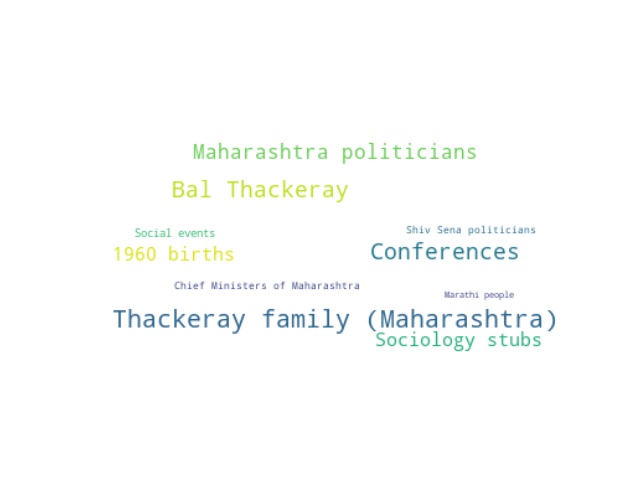 Maharashtra politicians
Bal Thackeray
Social events
Shiv Sena politicians
1960 births
Conferences
Chief Ministers of Maharashtra
Marathi people
Thackeray family (Maharashtra)
Sociology stubs